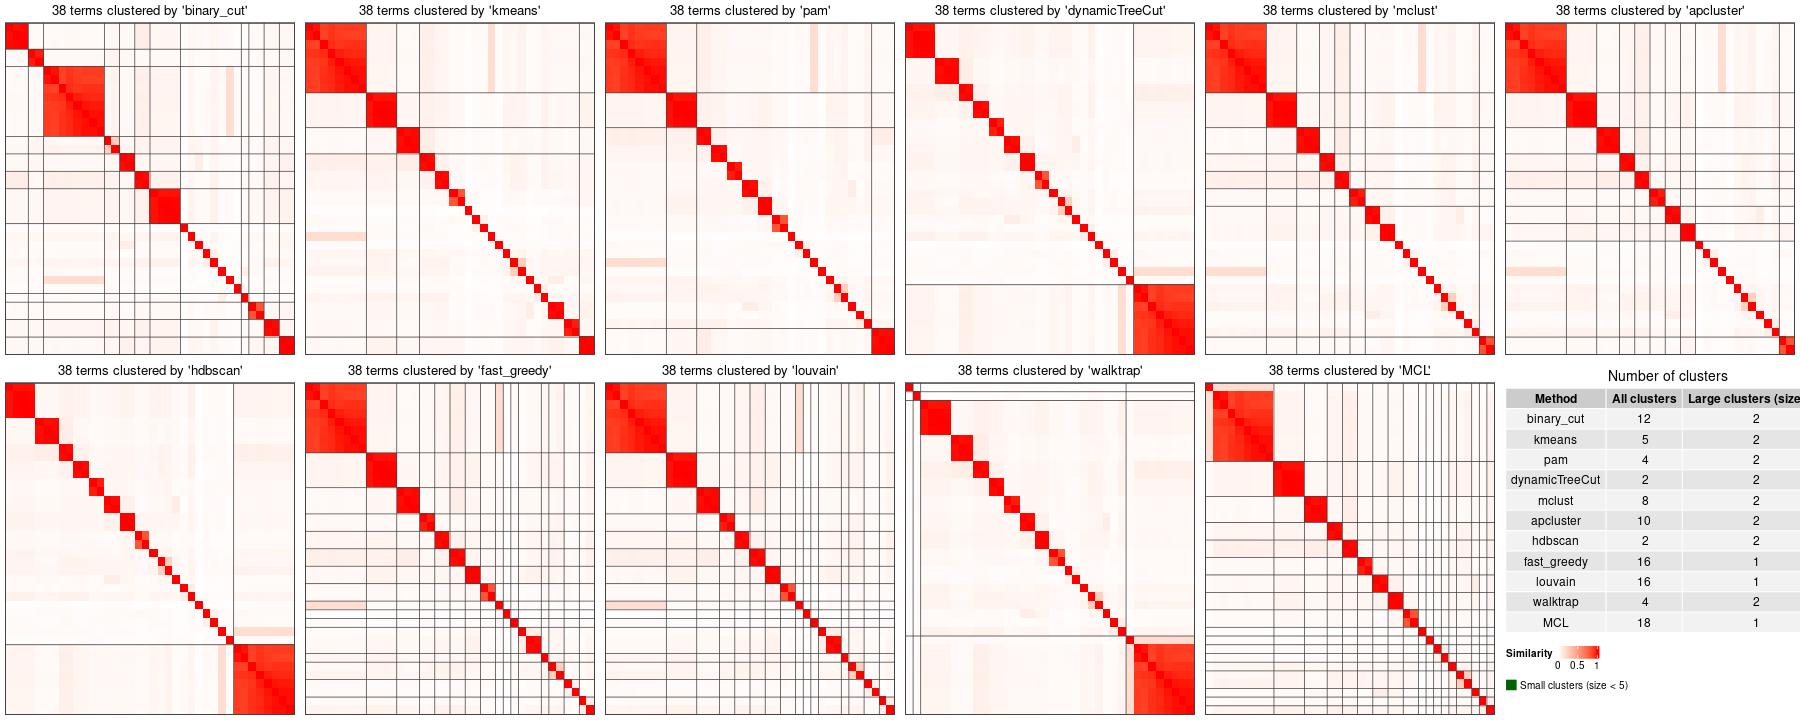 38 terms clustered by 'binary_cut'
38 terms clustered by 'kmeans'
38 terms clustered by 'pam'
38 terms clustered by 'dynamicTreeCut'
38 terms clustered by 'mclust'
38 terms clustered by 'apcluster'
38 terms clustered by 'hdbscan'
38 terms clustered by 'fast_greedy'
38 terms clustered by 'louvain'
38 terms clustered by 'walktrap'
38 terms clustered by 'MCL'
Number of clusters
Method All clusters Large clusters (size
binary_cut 12 2
kmeans 5 2
pam 4 2
dynamicTreeCut 2 2
mclust 8 2
apcluster 10 2
hdbscan 2 2
fast_greedy 16 1
louvain 16 1
walktrap 4 2
MCL 18 1
Similarity
0 0.5 1
Small clusters (size < 5)